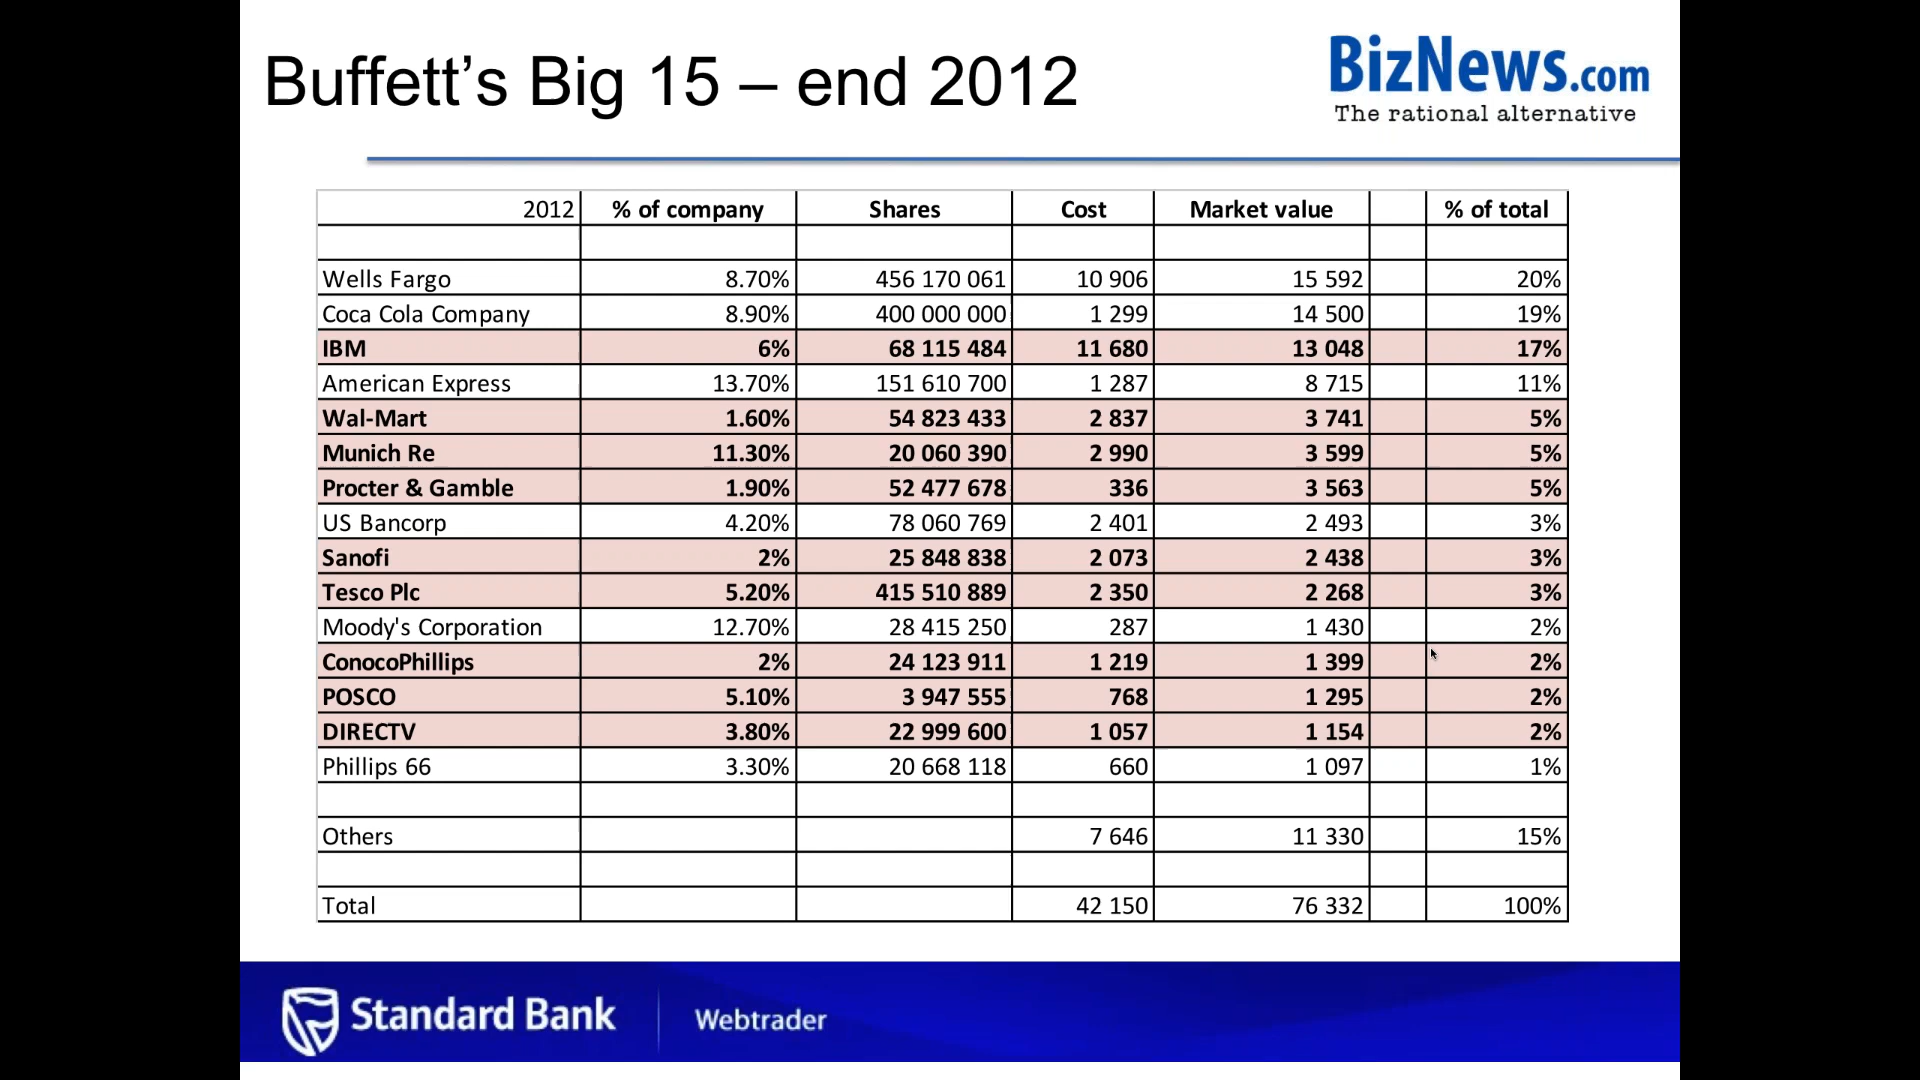 Buffett's Big 15 – end 2012
BizNews.com
The rational alternative
2012 % of company Shares Cost Market value % of total
Wells Fargo 8.70% 456 170 061 10 906 15 592 20%
Coca Cola Company 8.90% 400 000 000 1 299 14 500 19%
IBM 6% 68 115 484 11 680 13 048 17%
American Express 13.70% 151 610 700 1 287 8 715 11%
Wal-Mart 1.60% 54 823 433 2 837 3 741 5%
Munich Re 11.30% 20 060 390 2 990 3 599 5%
Procter & Gamble 1.90% 52 477 678 336 3 563 5%
US Bancorp 4.20% 78 060 769 2 401 2 493 3%
Sanofi 2% 25 848 838 2 073 2 438 3%
Tesco Plc 5.20% 415 510 889 2 350 2 268 3%
Moody's Corporation 12.70% 28 415 250 287 1 430 2%
ConocoPhillips 2% 24 123 911 1 219 1 399 2%
POSCO 5.10% 3 947 555 768 1 295 2%
DIRECTV 3.80% 22 999 600 1 057 1 154 2%
Phillips 66 3.30% 20 668 118 660 1 097 1%
Others 7 646 11 330 15%
Total 42 150 76 332 100%
Standard Bank Webtrader